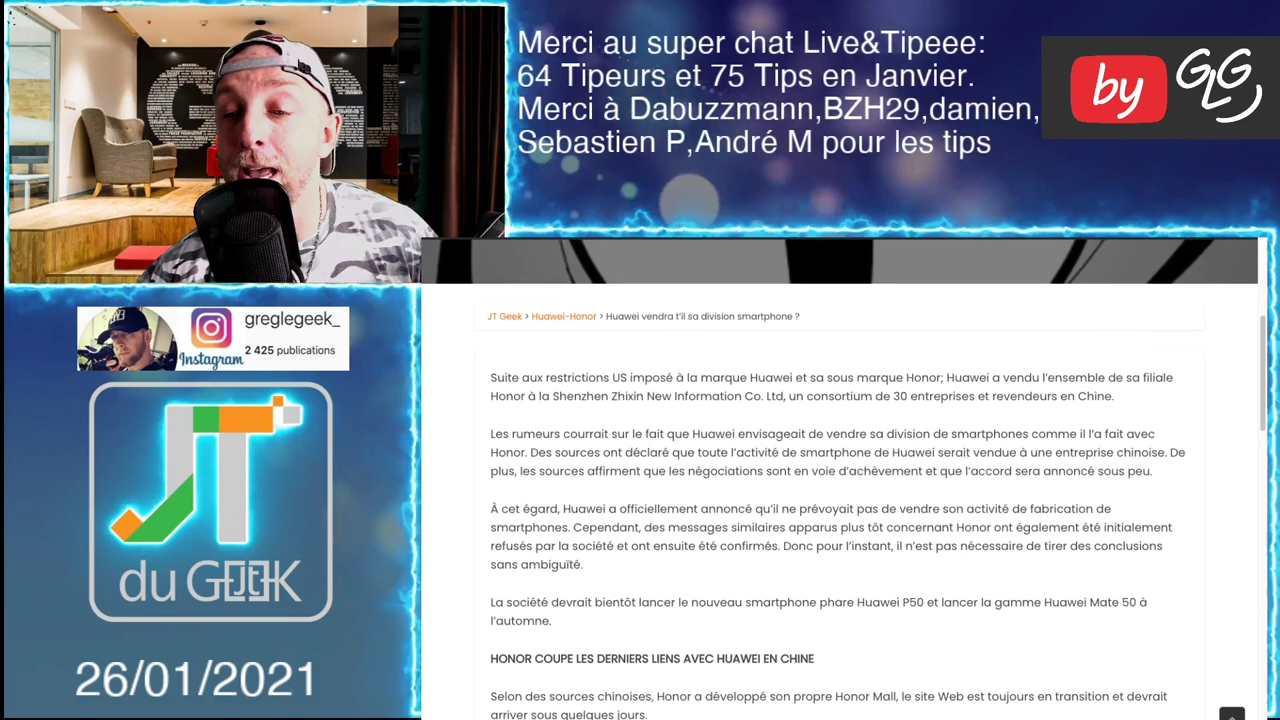 Merci au super chat Live&Tipeee:
64 Tipeurs et 75 Tips en Janvier.
Merci à Dabuzzmann,BZH29,damien,
Sebastien P,André M pour les tips
by GLG
greglegeek_
Instagram
2 425 publications
JT
du GEEK
26/01/2021
JT Geek > Huawei-Honor > Huawei vendra t'il sa division smartphone ?
Suite aux restrictions US imposé à la marque Huawei et sa sous marque Honor; Huawei a vendu l'ensemble de sa filiale
Honor à la Shenzhen Zhixin New Information Co. Ltd, un consortium de 30 entreprises et revendeurs en Chine.
Les rumeurs courrait sur le fait que Huawei envisageait de vendre sa division de smartphones comme il l'a fait avec
Honor. Des sources ont déclaré que toute l'activité de smartphone de Huawei serait vendue à une entreprise chinoise. De
plus, les sources affirment que les négociations sont en voie d'achèvement et que l'accord sera annoncé sous peu.
À cet égard, Huawei a officiellement annoncé qu'il ne prévoyait pas de vendre son activité de fabrication de
smartphones. Cependant, des messages similaires apparus plus tôt concernant Honor ont également été initialement
refusés par la société et ont ensuite été confirmés. Donc pour l'instant, il n'est pas nécessaire de tirer des conclusions
sans ambiguïté.
La société devrait bientôt lancer le nouveau smartphone phare Huawei P50 et lancer la gamme Huawei Mate 50 à
l'automne.
HONOR COUPE LES DERNIERS LIENS AVEC HUAWEI EN CHINE
Selon des sources chinoises, Honor a développé son propre Honor Mall, le site Web est toujours en transition et devrait
arriver sous quelques jours.